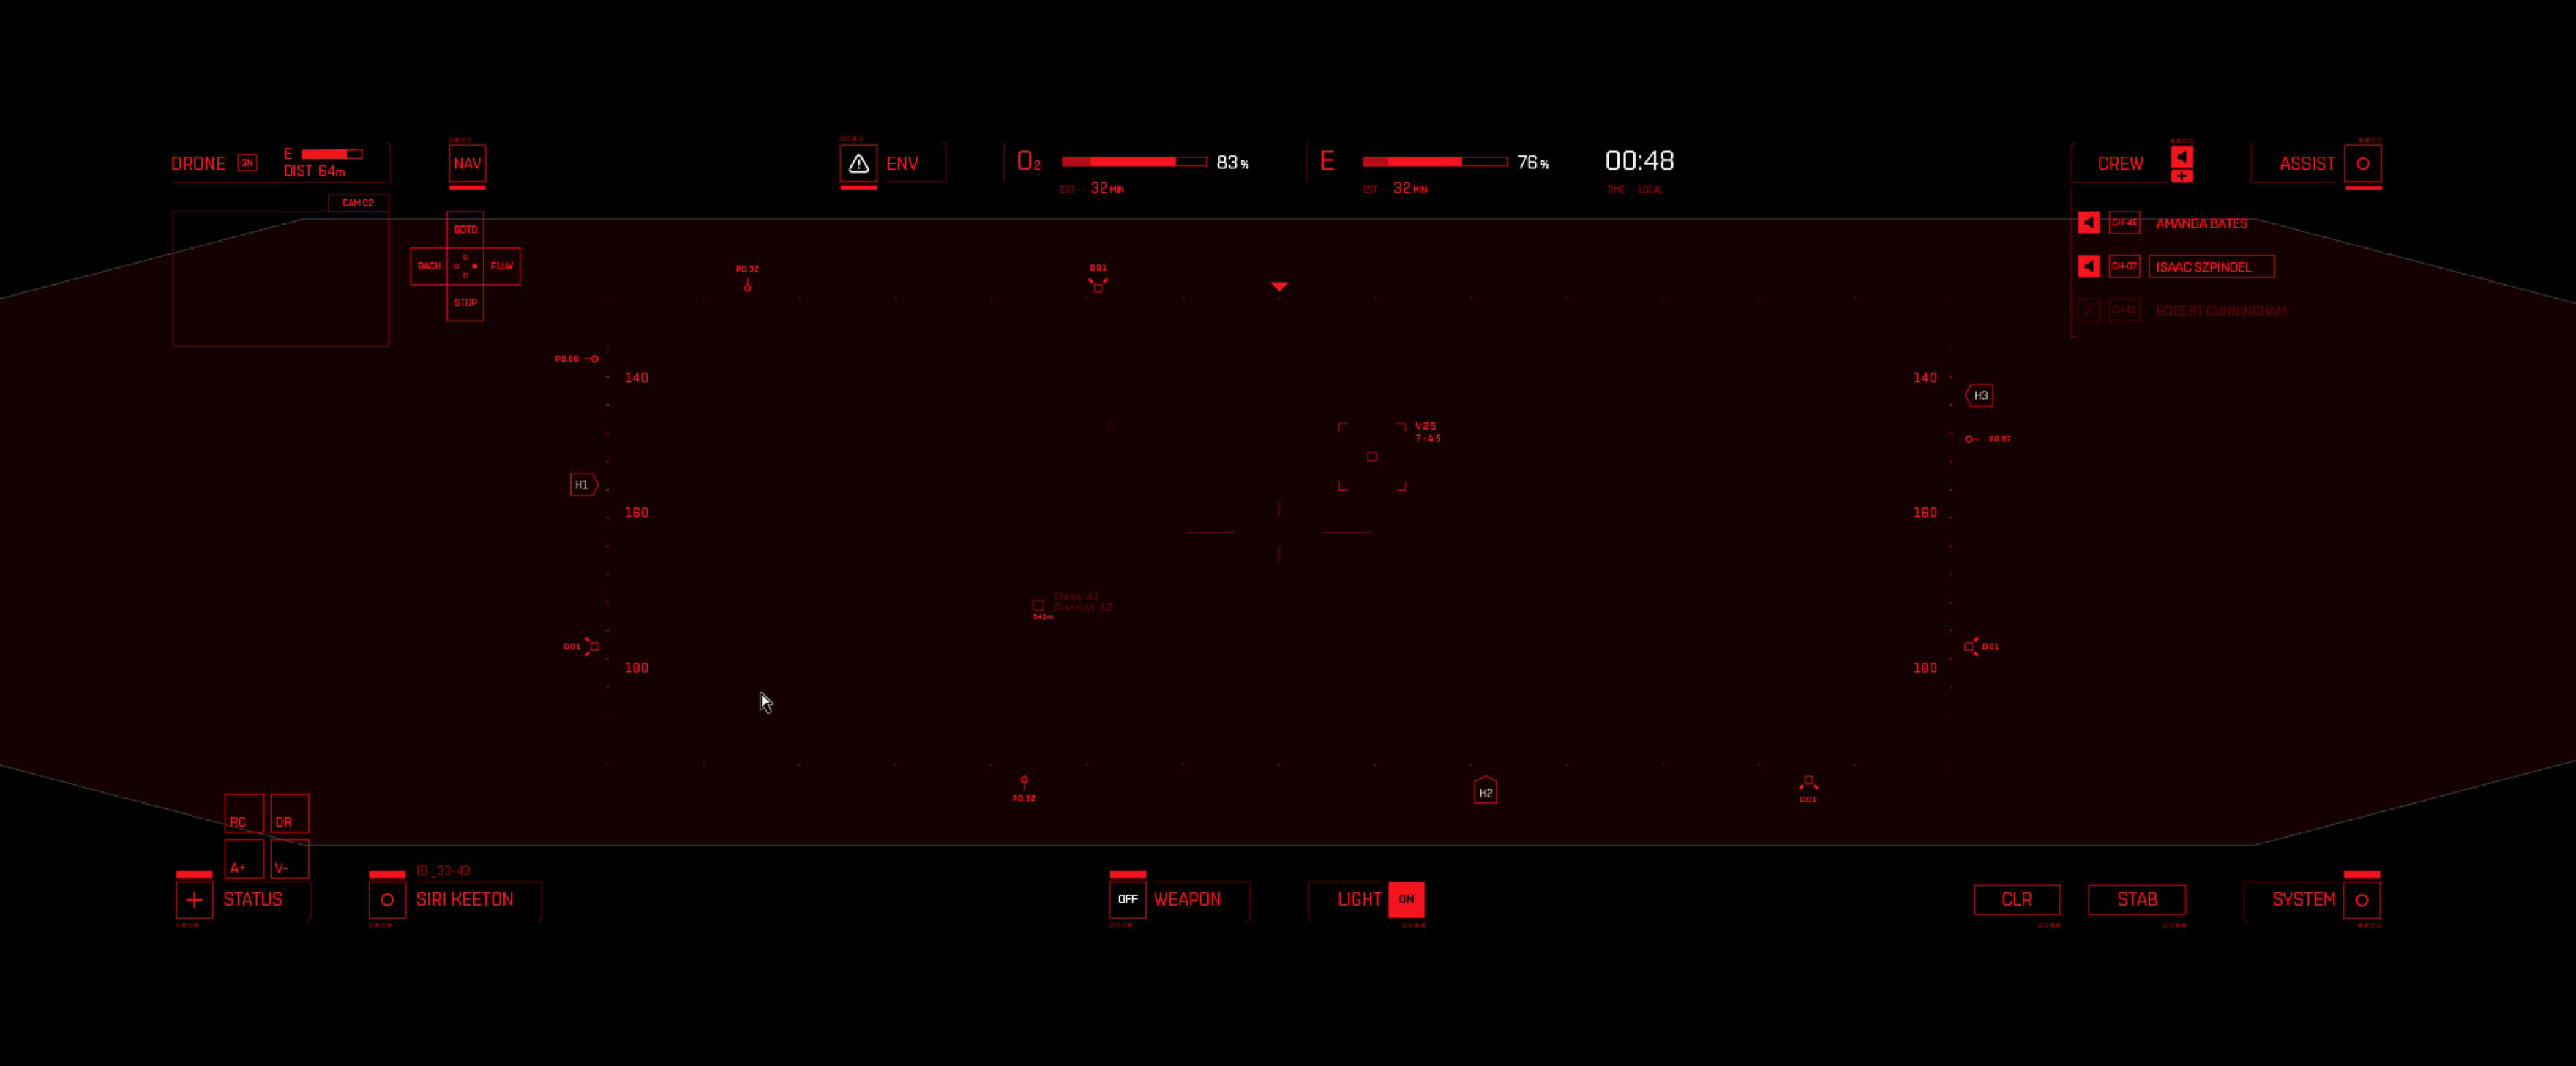 DRONE 3N E
DIST 64m
NAV
ENV
O2 83%
EST-- 32 MIN
E 76%
EST-- 32 MIN
00:48
TIME -- LOCAL
CREW
ASSIST
CAM 02
GOTO
BACK FLLW
STOP
CH-46 AMANDA BATES
CH-07 ISAAC SZPINDEL
CH-12 ROBERT CUNNINGHAM
P0.32
D01
P0.66
140
140
H3
V25
7-A5
P0.67
H1
160
160
District 02
545m
D01
D01
180
180
P0.32
H2
D01
RC DR
A+ V-
ID_33-43
STATUS
SIRI KEETON
OFF WEAPON
LIGHT ON
CLR
STAB
SYSTEM